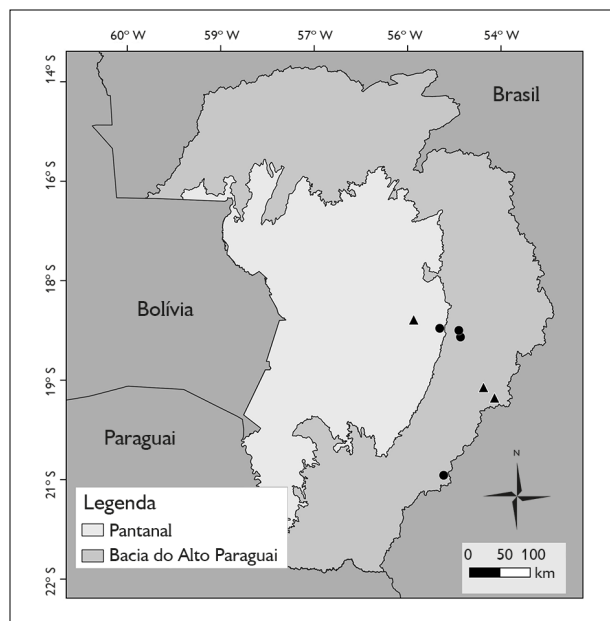 60° W 59° W 57° W 56° W 54° W
14° S
Brasil
16° S
18° S
Bolívia
19° S
Paraguai
21° S
N
Legenda
Pantanal
Bacia do Alto Paraguai
0 50 100
km
22° S